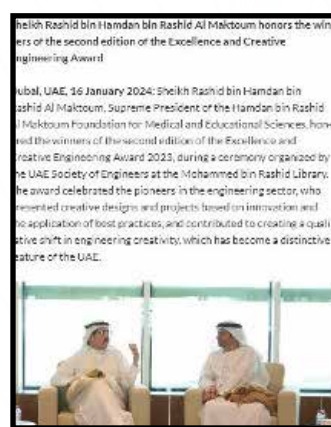 heikh Rashid bin Hamdan bin Rashid Al Maktoum honors the win
ers of the second edition of the Excellence and Creative
ngineering Award
ubai, UAE, 16 January 2024: Sheikh Rashid bin Hamdan bin
ashid Al Maktoum, Supreme President of the Hamdan bin Rashid
l Maktoum Foundation for Medical and Educational Sciences, hon-
red the winners of the second edition of the Excellence and
reative Engineering Award 2023, during a ceremony organized by
he UAE Society of Engineers at the Mohammed bin Rashid Library.
he award celebrated the pioneers in the engineering sector, who
resented creative designs and projects based on innovation and
he application of best practices, and contributed to creating a quali
ative shift in engineering creativity, which has become a distinctive
eature of the UAE.